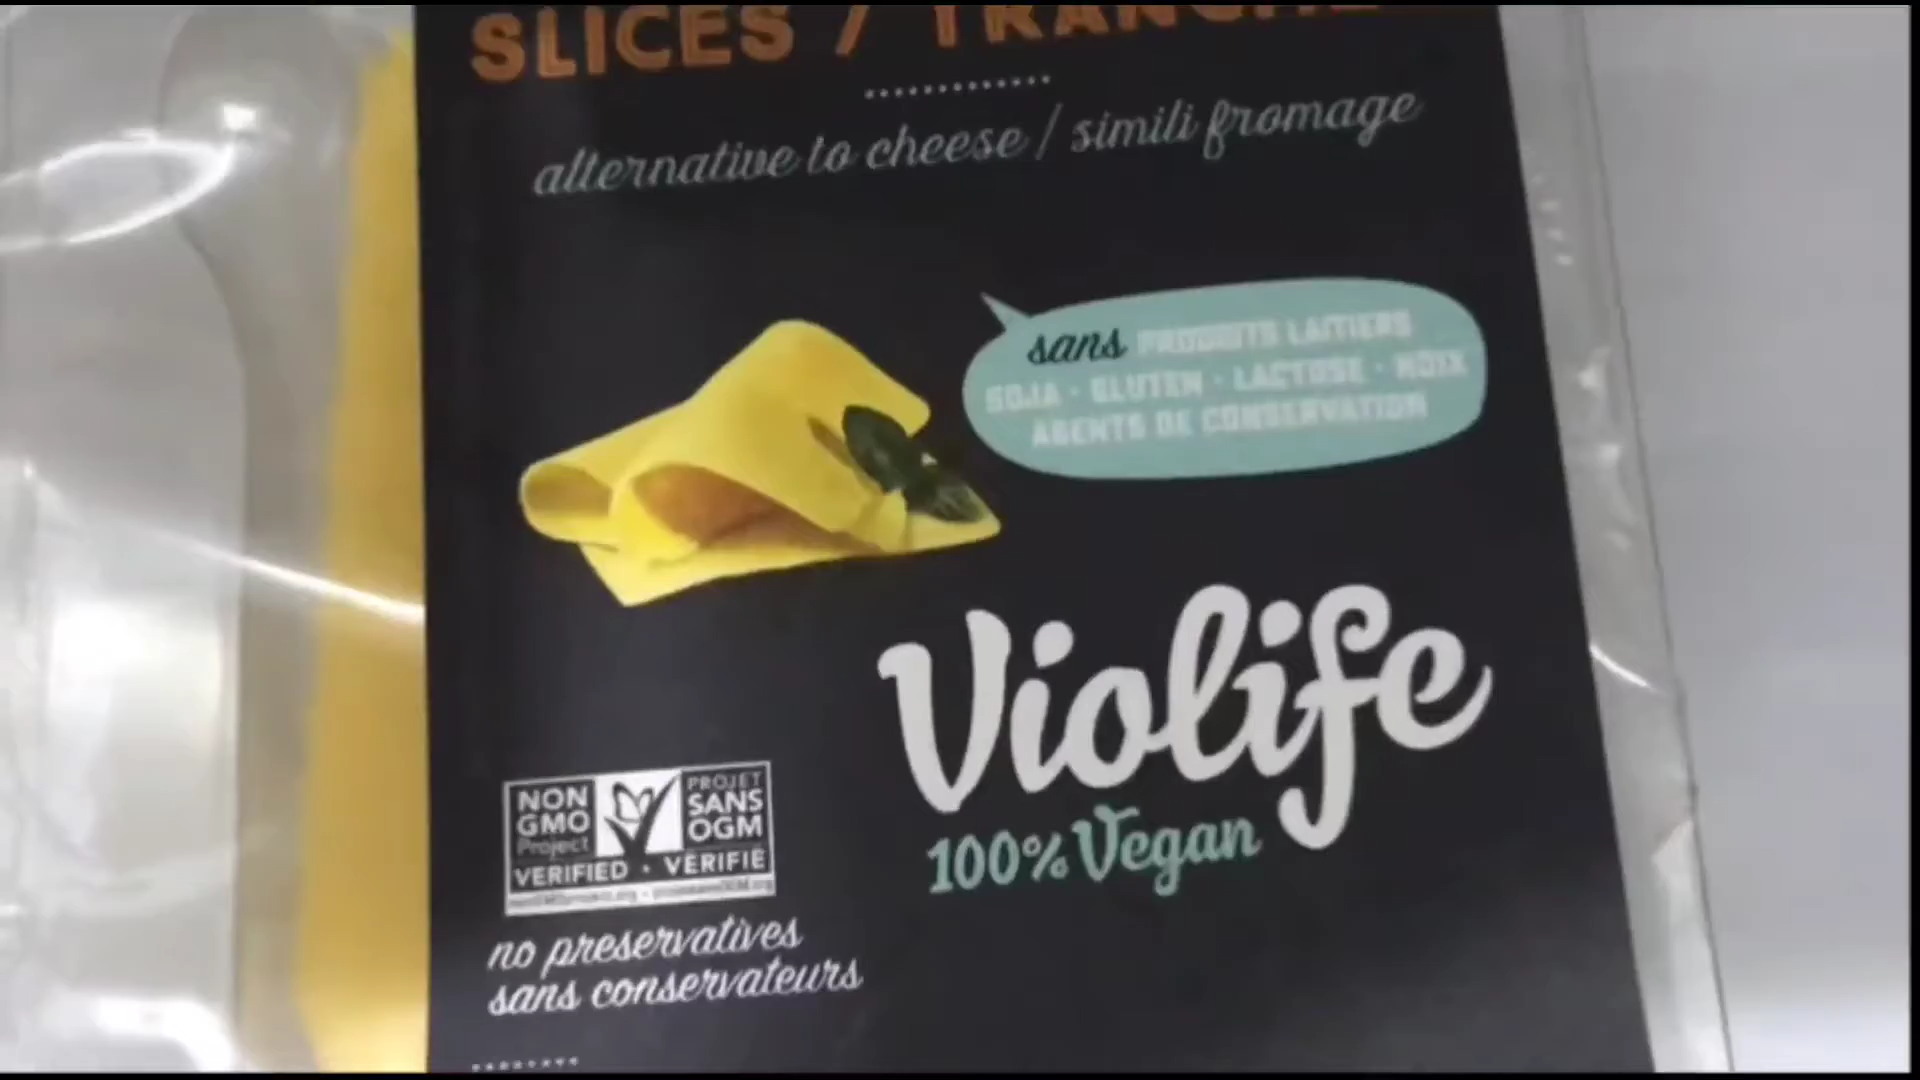 SLICES / TRANCHE
alternative to cheese / simili fromage
sans PRODUITS LAITIERS
SOJA · GLUTEN · LACTOSE · NOIX
AGENTS DE CONSERVATION
Violife
100% Vegan
NON GMO Project
PROJET SANS OGM
VERIFIED · VÉRIFIÉ
no preservatives
sans conservateurs